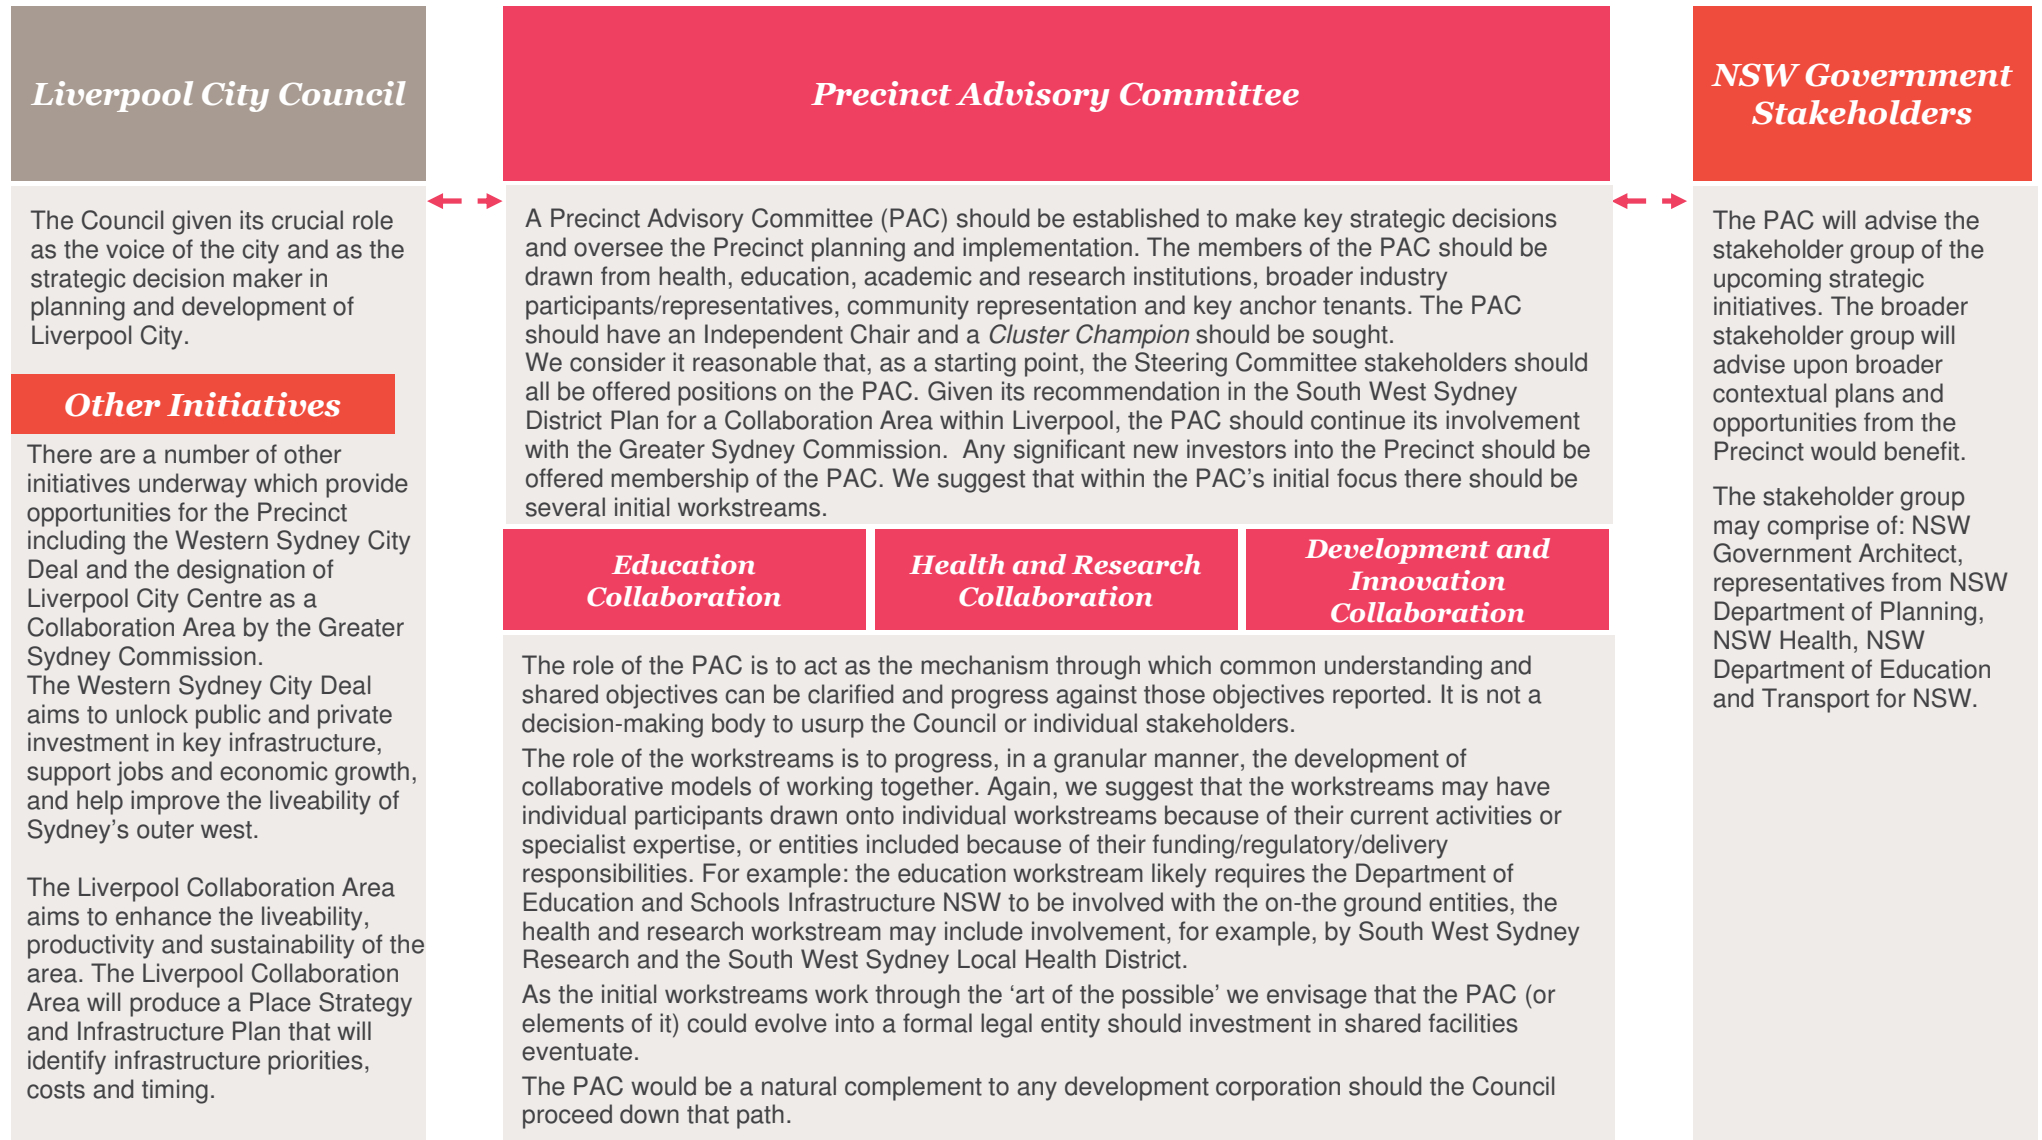 Liverpool City Council
The Council given its crucial role
as the voice of the city and as the
strategic decision maker in
planning and development of
Liverpool City.
Other Initiatives
There are a number of other
initiatives underway which provide
opportunities for the Precinct
including the Western Sydney City
Deal and the designation of
Liverpool City Centre as a
Collaboration Area by the Greater
Sydney Commission.
The Western Sydney City Deal
aims to unlock public and private
investment in key infrastructure,
support jobs and economic growth,
and help improve the liveability of
Sydney’s outer west.
The Liverpool Collaboration Area
aims to enhance the liveability,
productivity and sustainability of the
area. The Liverpool Collaboration
Area will produce a Place Strategy
and Infrastructure Plan that will
identify infrastructure priorities,
costs and timing.
Precinct Advisory Committee
A Precinct Advisory Committee (PAC) should be established to make key strategic decisions
and oversee the Precinct planning and implementation. The members of the PAC should be
drawn from health, education, academic and research institutions, broader industry
participants/representatives, community representation and key anchor tenants. The PAC
should have an Independent Chair and a Cluster Champion should be sought.
We consider it reasonable that, as a starting point, the Steering Committee stakeholders should
all be offered positions on the PAC. Given its recommendation in the South West Sydney
District Plan for a Collaboration Area within Liverpool, the PAC should continue its involvement
with the Greater Sydney Commission.  Any significant new investors into the Precinct should be
offered membership of the PAC. We suggest that within the PAC’s initial focus there should be
several initial workstreams.
Education
Collaboration
Health and Research
Collaboration
Development and
Innovation
Collaboration
The role of the PAC is to act as the mechanism through which common understanding and
shared objectives can be clarified and progress against those objectives reported. It is not a
decision-making body to usurp the Council or individual stakeholders.
The role of the workstreams is to progress, in a granular manner, the development of
collaborative models of working together. Again, we suggest that the workstreams may have
individual participants drawn onto individual workstreams because of their current activities or
specialist expertise, or entities included because of their funding/regulatory/delivery
responsibilities. For example: the education workstream likely requires the Department of
Education and Schools Infrastructure NSW to be involved with the on-the ground entities, the
health and research workstream may include involvement, for example, by South West Sydney
Research and the South West Sydney Local Health District.
As the initial workstreams work through the ‘art of the possible’ we envisage that the PAC (or
elements of it) could evolve into a formal legal entity should investment in shared facilities
eventuate.
The PAC would be a natural complement to any development corporation should the Council
proceed down that path.
NSW Government
Stakeholders
The PAC will advise the
stakeholder group of the
upcoming strategic
initiatives. The broader
stakeholder group will
advise upon broader
contextual plans and
opportunities from the
Precinct would benefit.
The stakeholder group
may comprise of: NSW
Government Architect,
representatives from NSW
Department of Planning,
NSW Health, NSW
Department of Education
and Transport for NSW.